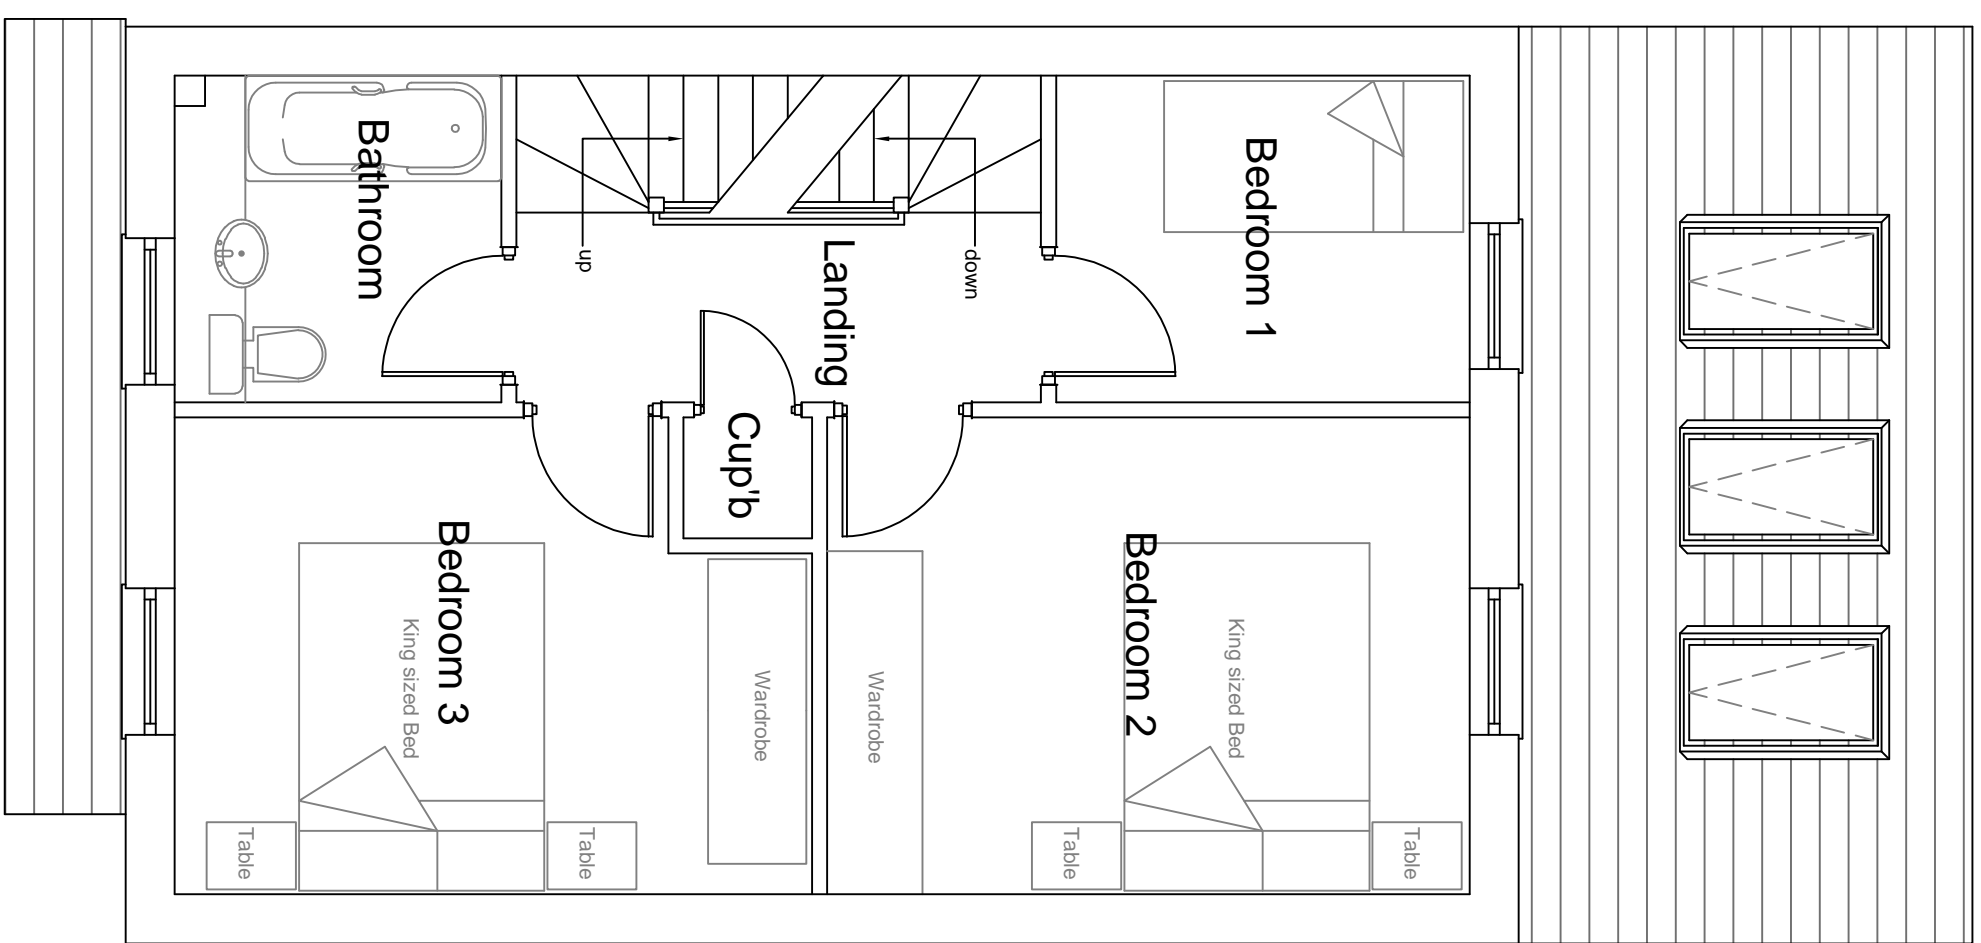 Bedroom 1
down
Landing
up
Bathroom
Cup'b
Bedroom 2
King sized Bed
Wardrobe
Table
Table
Bedroom 3
King sized Bed
Wardrobe
Table
Table